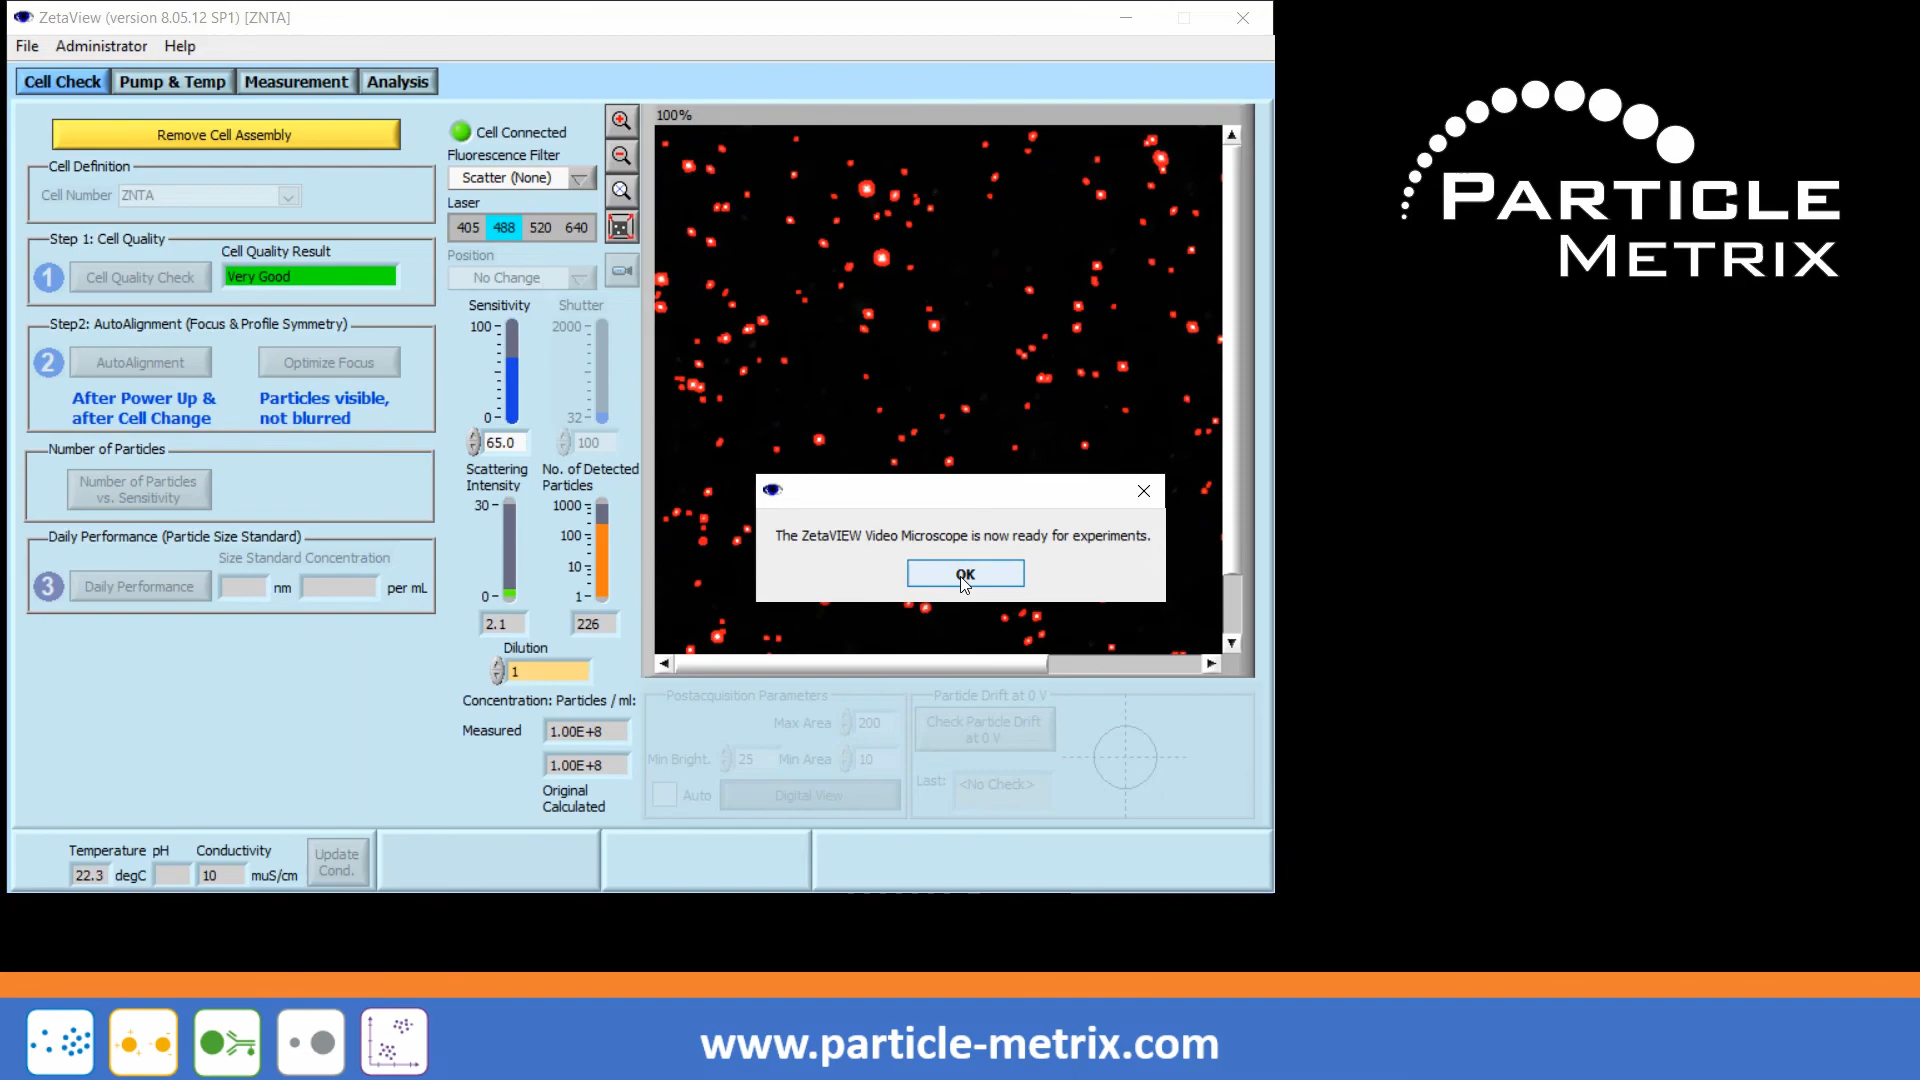 ZetaView (version 8.05.12 SP1) [ZNTA]
File Administrator Help
Cell Check Pump & Temp Measurement Analysis
Remove Cell Assembly
Cell Definition
Cell Number ZNTA
Step 1: Cell Quality
Cell Quality Result
1 Cell Quality Check Very Good
Step2: AutoAlignment (Focus & Profile Symmetry)
2 AutoAlignment Optimize Focus
After Power Up &
after Cell Change
Particles visible,
not blurred
Number of Particles
Number of Particles
vs. Sensitivity
Daily Performance (Particle Size Standard)
Size Standard Concentration
3 Daily Performance nm per mL
Cell Connected
Fluorescence Filter
Scatter (None)
Laser
405 488 520 640
Position
No Change
Sensitivity Shutter
100 2000
0 32
65.0 100
Scattering
Intensity
No. of Detected
Particles
30 1000
100
10
0 1
2.1 226
Dilution
1
Concentration: Particles / ml:
Measured 1.00E+8
1.00E+8
Original
Calculated
100%
The ZetaVIEW Video Microscope is now ready for experiments.
OK
Postacquisition Parameters
Max Area 200
Min Bright. 25 Min Area 10
Auto Digital View
Particle Drift at 0 V
Check Particle Drift
at 0 V
Last: <No Check>
Temperature pH Conductivity
22.3 degC 10 muS/cm
Update
Cond.
PARTICLE
METRIX
www.particle-metrix.com